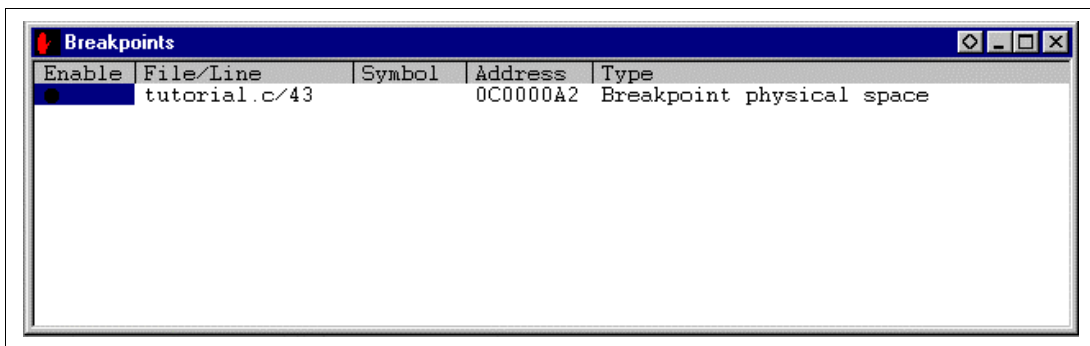 Breakpoints
Enable File/Line Symbol Address Type
tutorial.c/43 0C0000A2 Breakpoint physical space